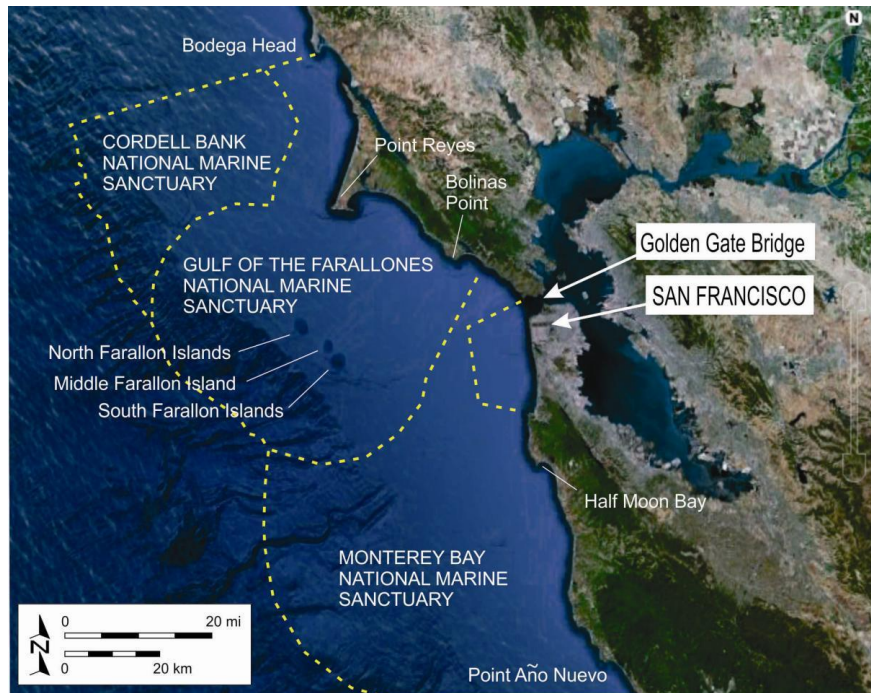 N
Bodega Head
CORDELL BANK
NATIONAL MARINE
SANCTUARY
Point Reyes
Bolinas
Point
Golden Gate Bridge
GULF OF THE FARALLONES
NATIONAL MARINE
SANCTUARY
SAN FRANCISCO
North Farallon Islands
Middle Farallon Island
South Farallon Islands
Half Moon Bay
MONTEREY BAY
NATIONAL MARINE
SANCTUARY
0 20 mi
N
0 20 km
Point Año Nuevo